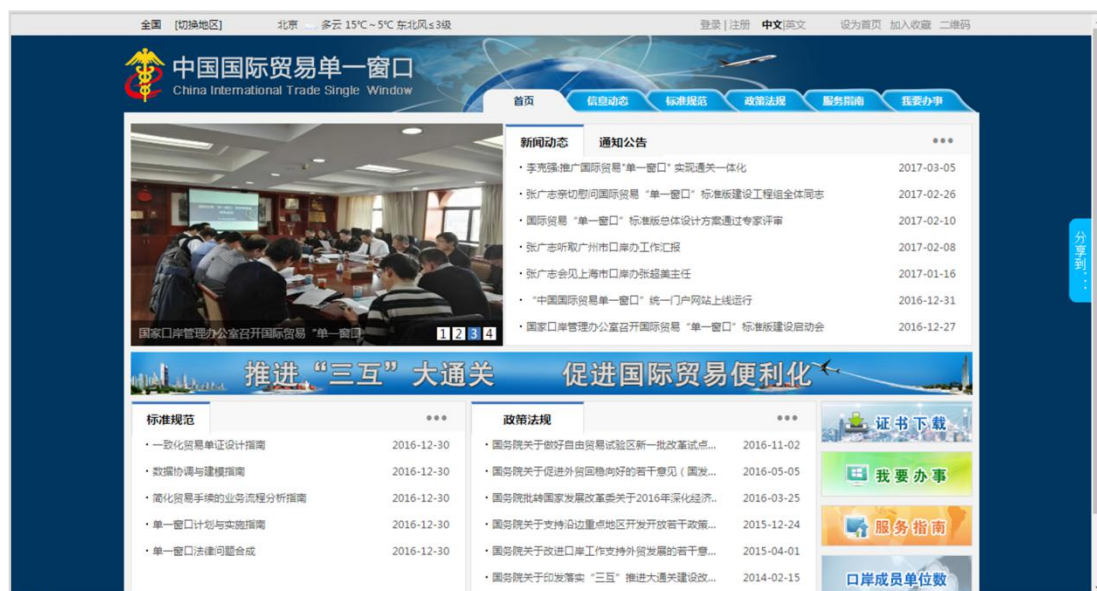 全国 [切换地区] 北京 多云 15℃~5℃ 东北风≤3级 登录 | 注册 中文|英文 设为首页 加入收藏 二维码
中国国际贸易单一窗口
China International Trade Single Window
首页 信息动态 标准规范 政策法规 服务指南 我要办事
新闻动态 通知公告
·李克强:推广国际贸易"单一窗口" 实现通关一体化 2017-03-05
·张广志亲切慰问国际贸易“单一窗口”标准版建设工程组全体同志 2017-02-26
·国际贸易“单一窗口”标准版总体设计方案通过专家评审 2017-02-10
·张广志听取广州市口岸办工作汇报 2017-02-08
·张广志会见上海市口岸办张超美主任 2017-01-16
·“中国国际贸易单一窗口”统一门户网站上线运行 2016-12-31
·国家口岸管理办公室召开国际贸易“单一窗口”标准版建设启动会 2016-12-27
国家口岸管理办公室召开国际贸易“单一窗口 1 2 3 4
分享到...
推进“三互”大通关 促进国际贸易便利化
标准规范
·一致化贸易单证设计指南 2016-12-30
·数据协调与建模指南 2016-12-30
·简化贸易手续的业务流程分析指南 2016-12-30
·单一窗口计划与实施指南 2016-12-30
·单一窗口法律问题合成 2016-12-30
政策法规
·国务院关于做好自由贸易试验区新一批改革试点... 2016-11-02
·国务院关于促进外贸回稳向好的若干意见(国发... 2016-05-05
·国务院批转国家发展改革委关于2016年深化经济.. 2016-03-25
·国务院关于支持沿边重点地区开发开放若干政策... 2015-12-24
·国务院关于改进口岸工作支持外贸发展的若干意... 2015-04-01
·国务院关于印发落实“三互”推进大通关建设改... 2014-02-15
证书下载
我要办事
服务指南
口岸成员单位数